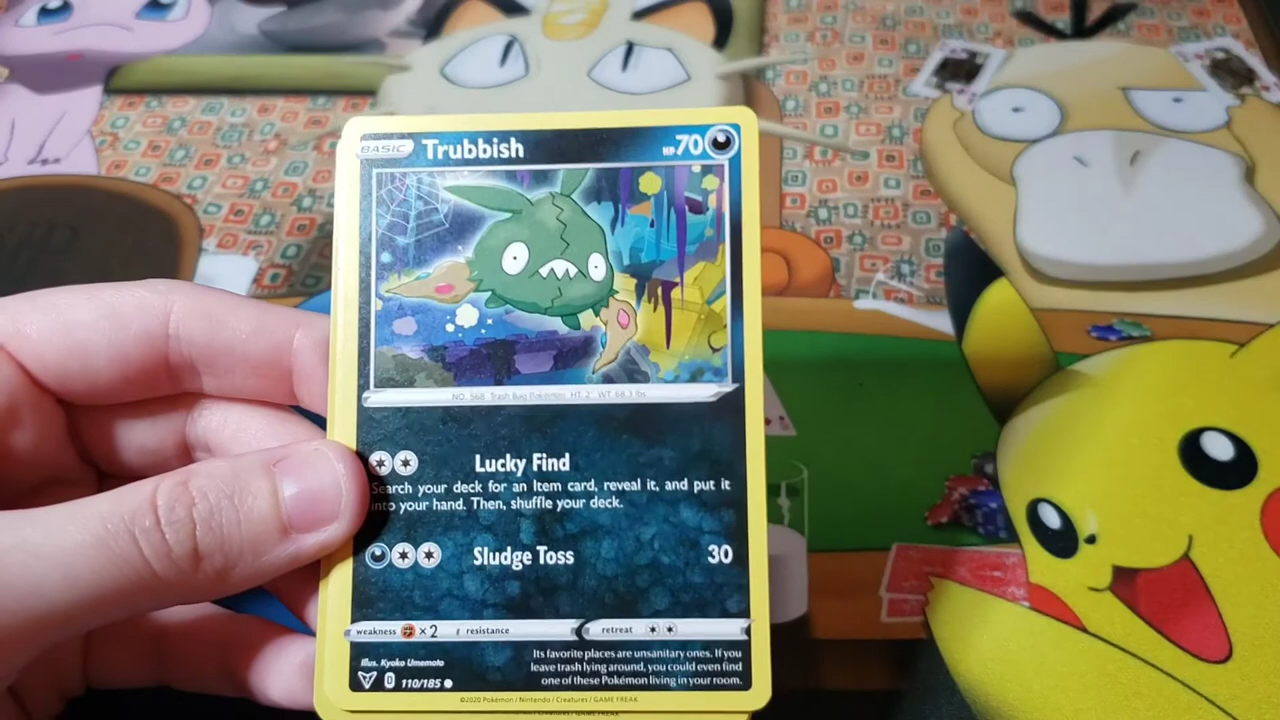 BASIC Trubbish HP70
NO. 568 Trash Bag Pokémon HT: 2' WT: 68.3 lbs
Lucky Find
Search your deck for an Item card, reveal it, and put it
into your hand. Then, shuffle your deck.
Sludge Toss 30
weakness ×2 resistance retreat
Illus. Kyoko Umemoto
Its favorite places are unsanitary ones. If you
leave trash lying around, you could even find
one of these Pokémon living in your room.
D 110/185
©2020 Pokémon / Nintendo / Creatures / GAME FREAK